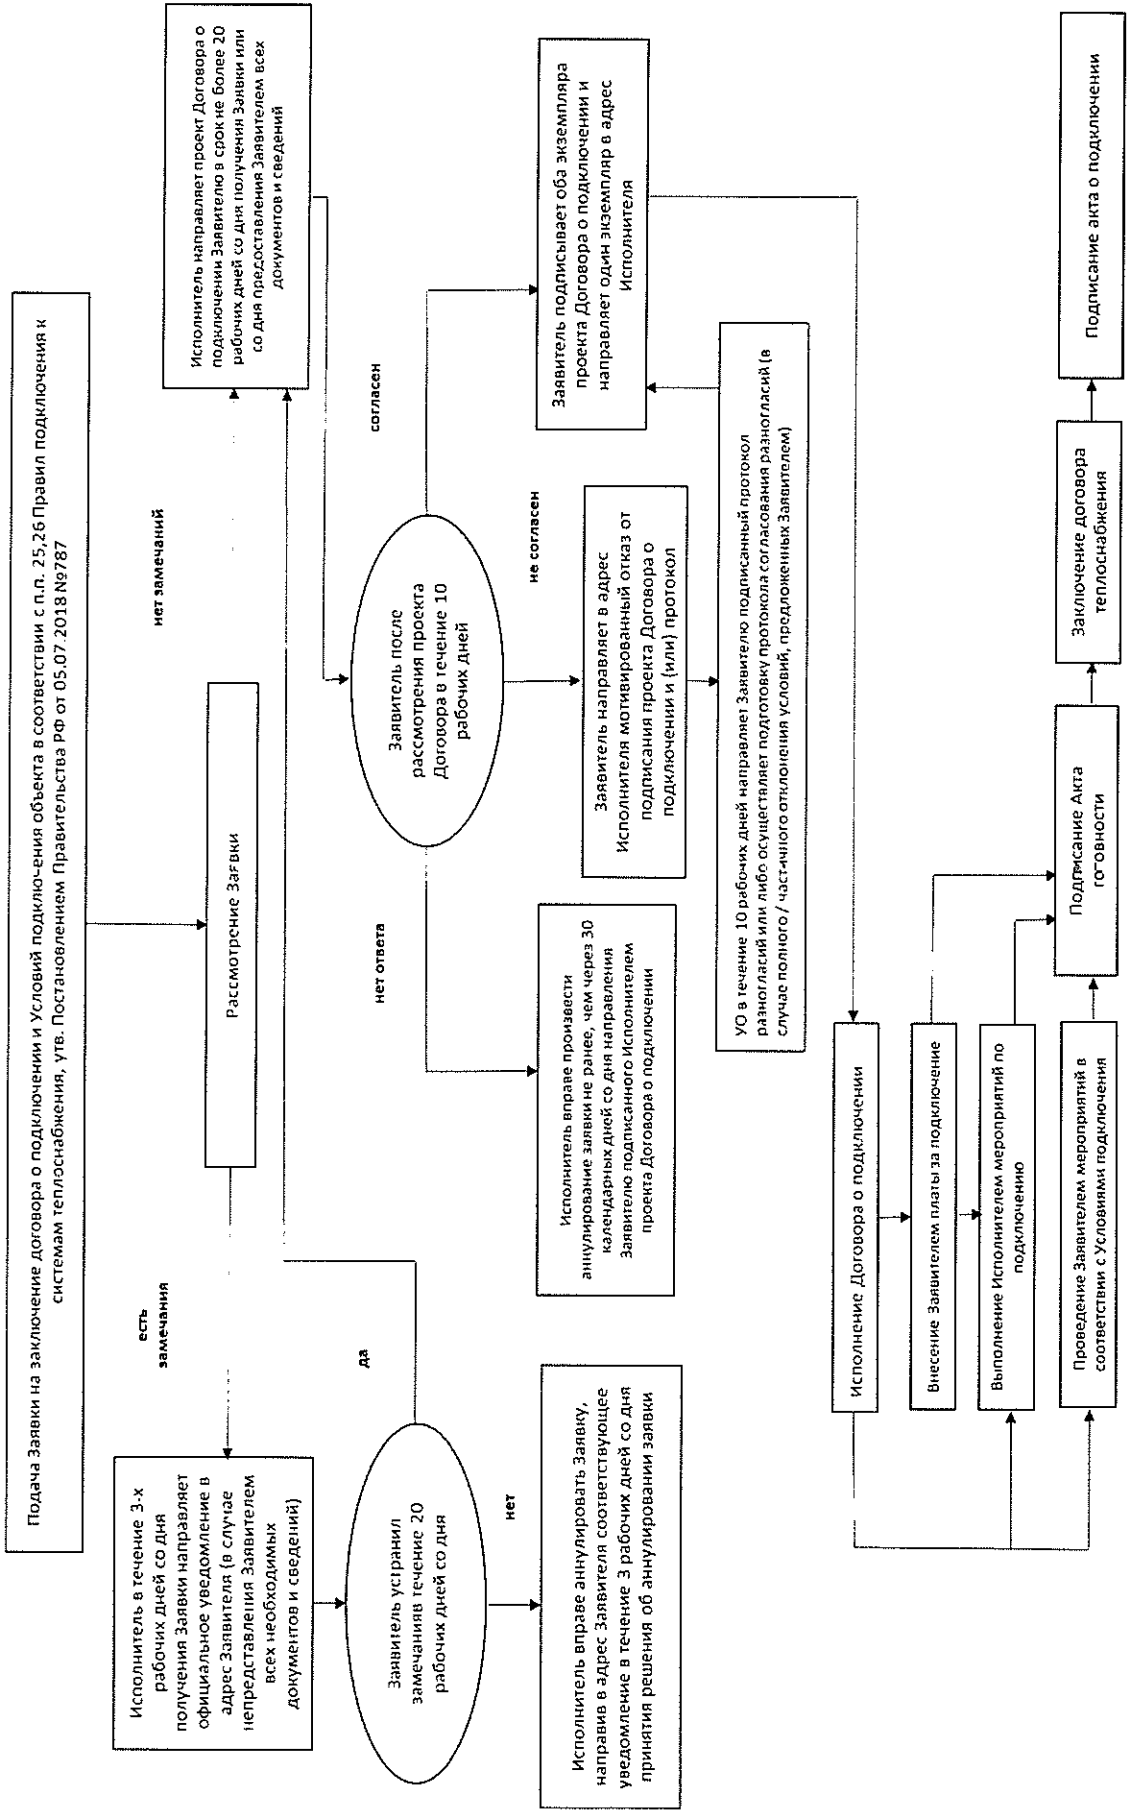 Подача Заявки на заключение договора о подключении и Условий подключения объекта в соответствии с п.п. 25,26 Правил подключения к
системам теплоснабжения, утв. Постановлением Правительства РФ от 05.07.2018 №787
Рассмотрение Заявки
есть
замечания
нет замечаний
Исполнитель в течение 3-х
рабочих дней со дня
получения Заявки направляет
официальное уведомление в
адрес Заявителя (в случае
непредставления Заявителем
всех необходимых
документов и сведений)
Исполнитель направляет проект Договора о
подключении Заявителю в срок не более 20
рабочих дней со дня получения Заявки или
со дня предоставления Заявителем всех
документов и сведений
Заявитель устранил
замечанияв течение 20
рабочих дней со дня
да
нет
Исполнитель вправе аннулировать Заявку,
направив в адрес Заявителя соответствующее
уведомление в течение 3 рабочих дней со дня
принятия решения об аннулировании заявки
Заявитель после
рассмотрения проекта
Договора в течение 10
рабочих дней
нет ответа
не согласен
согласен
Исполнитель вправе произвести
аннулирование заявки не ранее, чем через 30
календарных дней со дня направления
Заявителю подписанного Исполнителем
проекта Договора о подключении
Заявитель направляет в адрес
Исполнителя мотивированный отказ от
подписания проекта Договора о
подключении и (или) протокол
Заявитель подписывает оба экземпляра
проекта Договора о подключении и
направляет один экземпляр в адрес
Исполнителя
УО в течение 10 рабочих дней направляет Заявителю подписанный протокол
разногласий или либо осуществляет подготовку протокола согласования разногласий (в
случае полного / частичного отклонения условий, предложенных Заявителем)
Исполнение Договора о подключении
Внесение Заявителем платы за подключение
Выполнение Исполнителем мероприятий по
подключению
Проведение Заявителем мероприятий в
соответствии с Условиями подключения
Подписание Акта
готовности
Заключение договора
теплоснабжения
Подписание акта о подключении